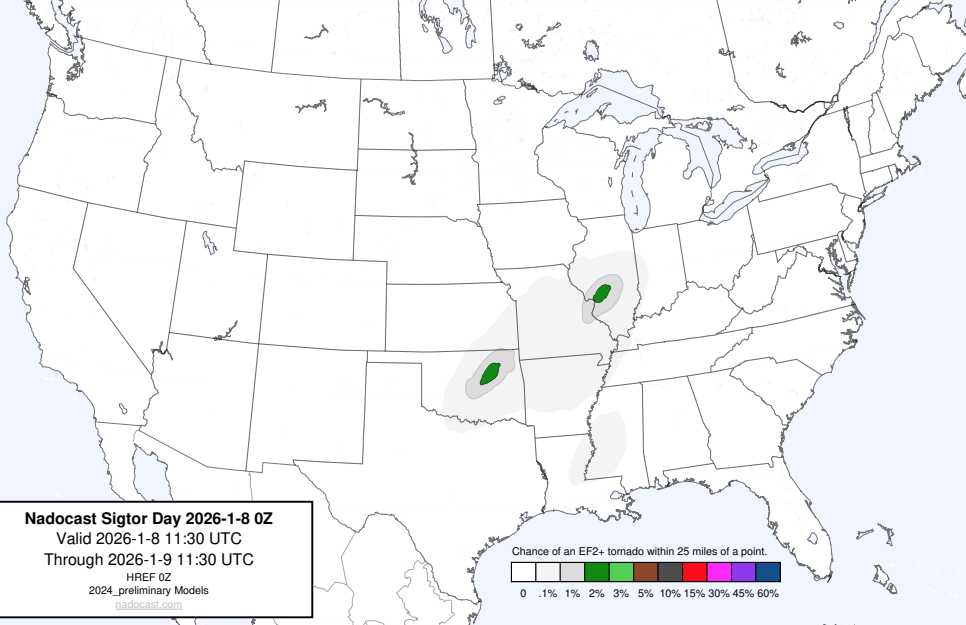 Nadocast Sigtor Day 2026-1-8 0Z
Valid 2026-1-8 11:30 UTC
Through 2026-1-9 11:30 UTC
HREF 0Z
2024_preliminary Models
nadocast.com
Chance of an EF2+ tornado within 25 miles of a point.
0 .1% 1% 2% 3% 5% 10% 15% 30% 45% 60%